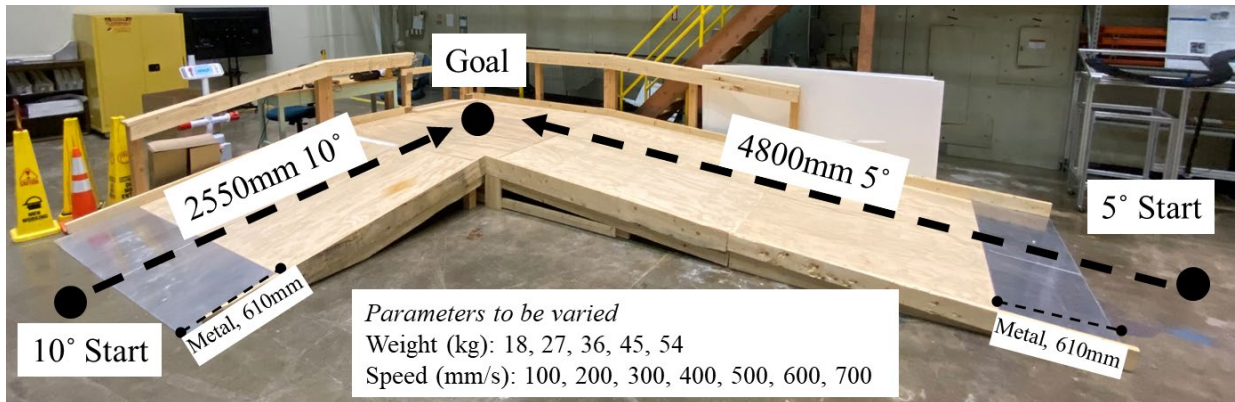 Goal
2550mm 10˚
4800mm 5˚
5˚ Start
10˚ Start
Metal, 610mm
Metal, 610mm
Parameters to be varied
Weight (kg): 18, 27, 36, 45, 54
Speed (mm/s): 100, 200, 300, 400, 500, 600, 700